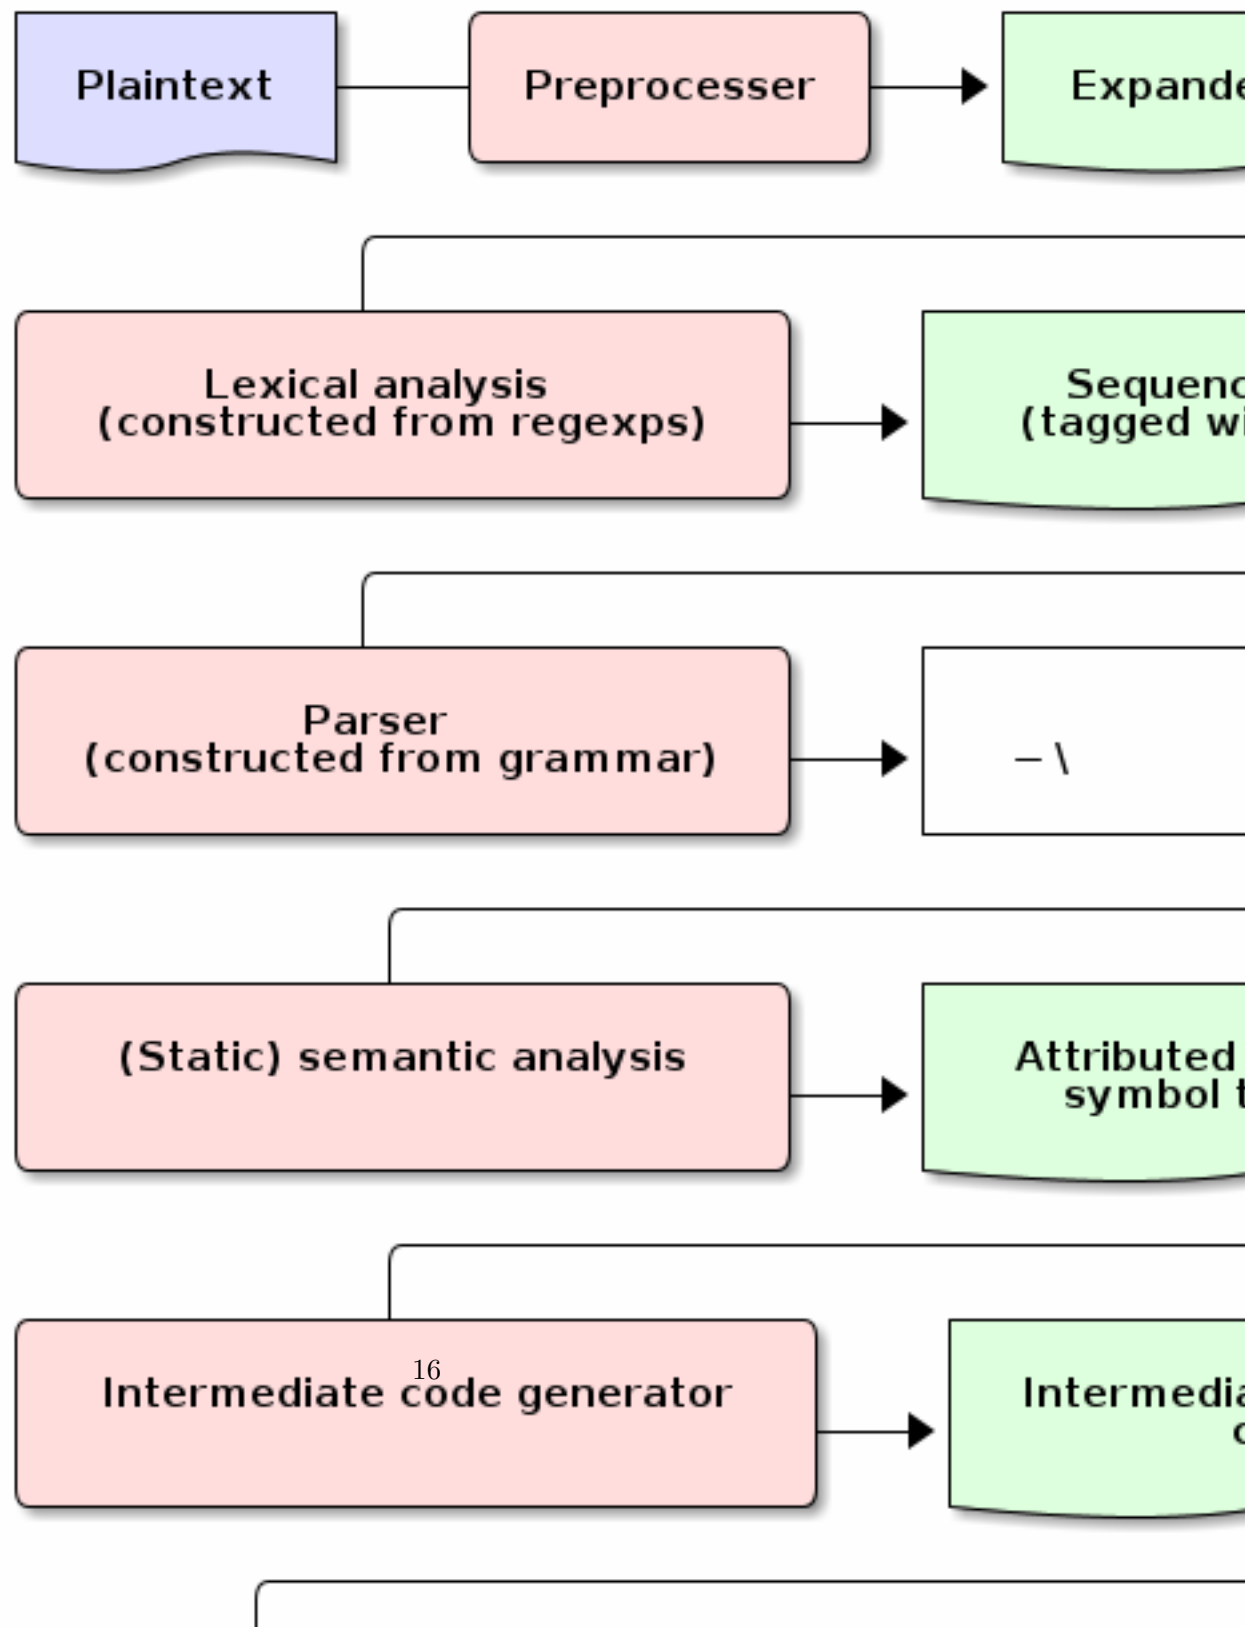 Plaintext Preprocesser Expande
Lexical analysis Sequenc
(constructed from regexps) (tagged wi
Parser
(constructed from grammar) – \
(Static) semantic analysis Attributed
symbol t
16
Intermediate code generator Intermedia
c